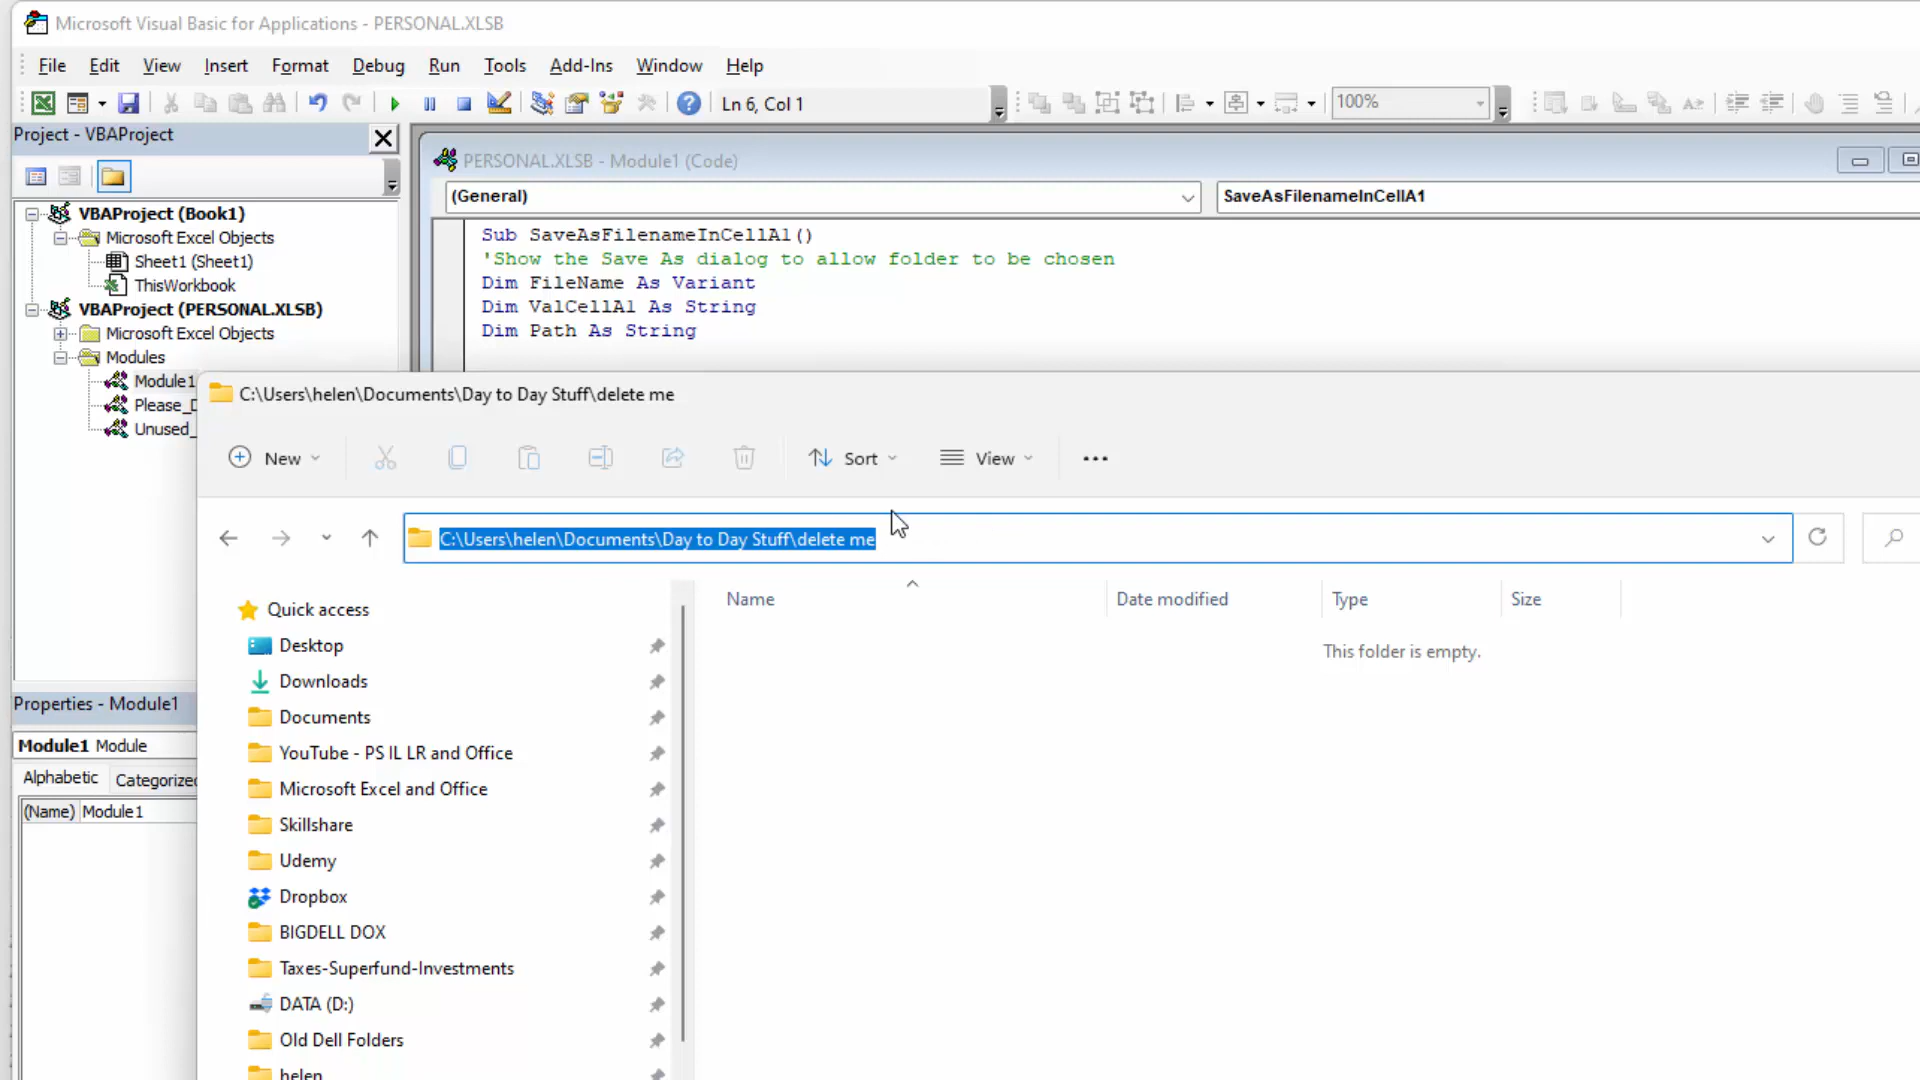 Microsoft Visual Basic for Applications - PERSONAL.XLSB
File Edit View Insert Format Debug Run Tools Add-Ins Window Help
Ln 6, Col 1
100%
Project - VBAProject
PERSONAL.XLSB - Module1 (Code)
(General)
SaveAsFilenameInCellA1
VBAProject (Book1)
Microsoft Excel Objects
Sheet1 (Sheet1)
ThisWorkbook
VBAProject (PERSONAL.XLSB)
Microsoft Excel Objects
Modules
Module1
Please_D
Unused_
Sub SaveAsFilenameInCellA1()
'Show the Save As dialog to allow folder to be chosen
Dim FileName As Variant
Dim ValCellA1 As String
Dim Path As String
C:\Users\helen\Documents\Day to Day Stuff\delete me
New Sort View
C:\Users\helen\Documents\Day to Day Stuff\delete me
Name Date modified Type Size
This folder is empty.
Quick access
Desktop
Downloads
Documents
YouTube - PS IL LR and Office
Microsoft Excel and Office
Skillshare
Udemy
Dropbox
BIGDELL DOX
Taxes-Superfund-Investments
DATA (D:)
Old Dell Folders
helen
Properties - Module1
Module1 Module
Alphabetic Categorized
(Name) Module1